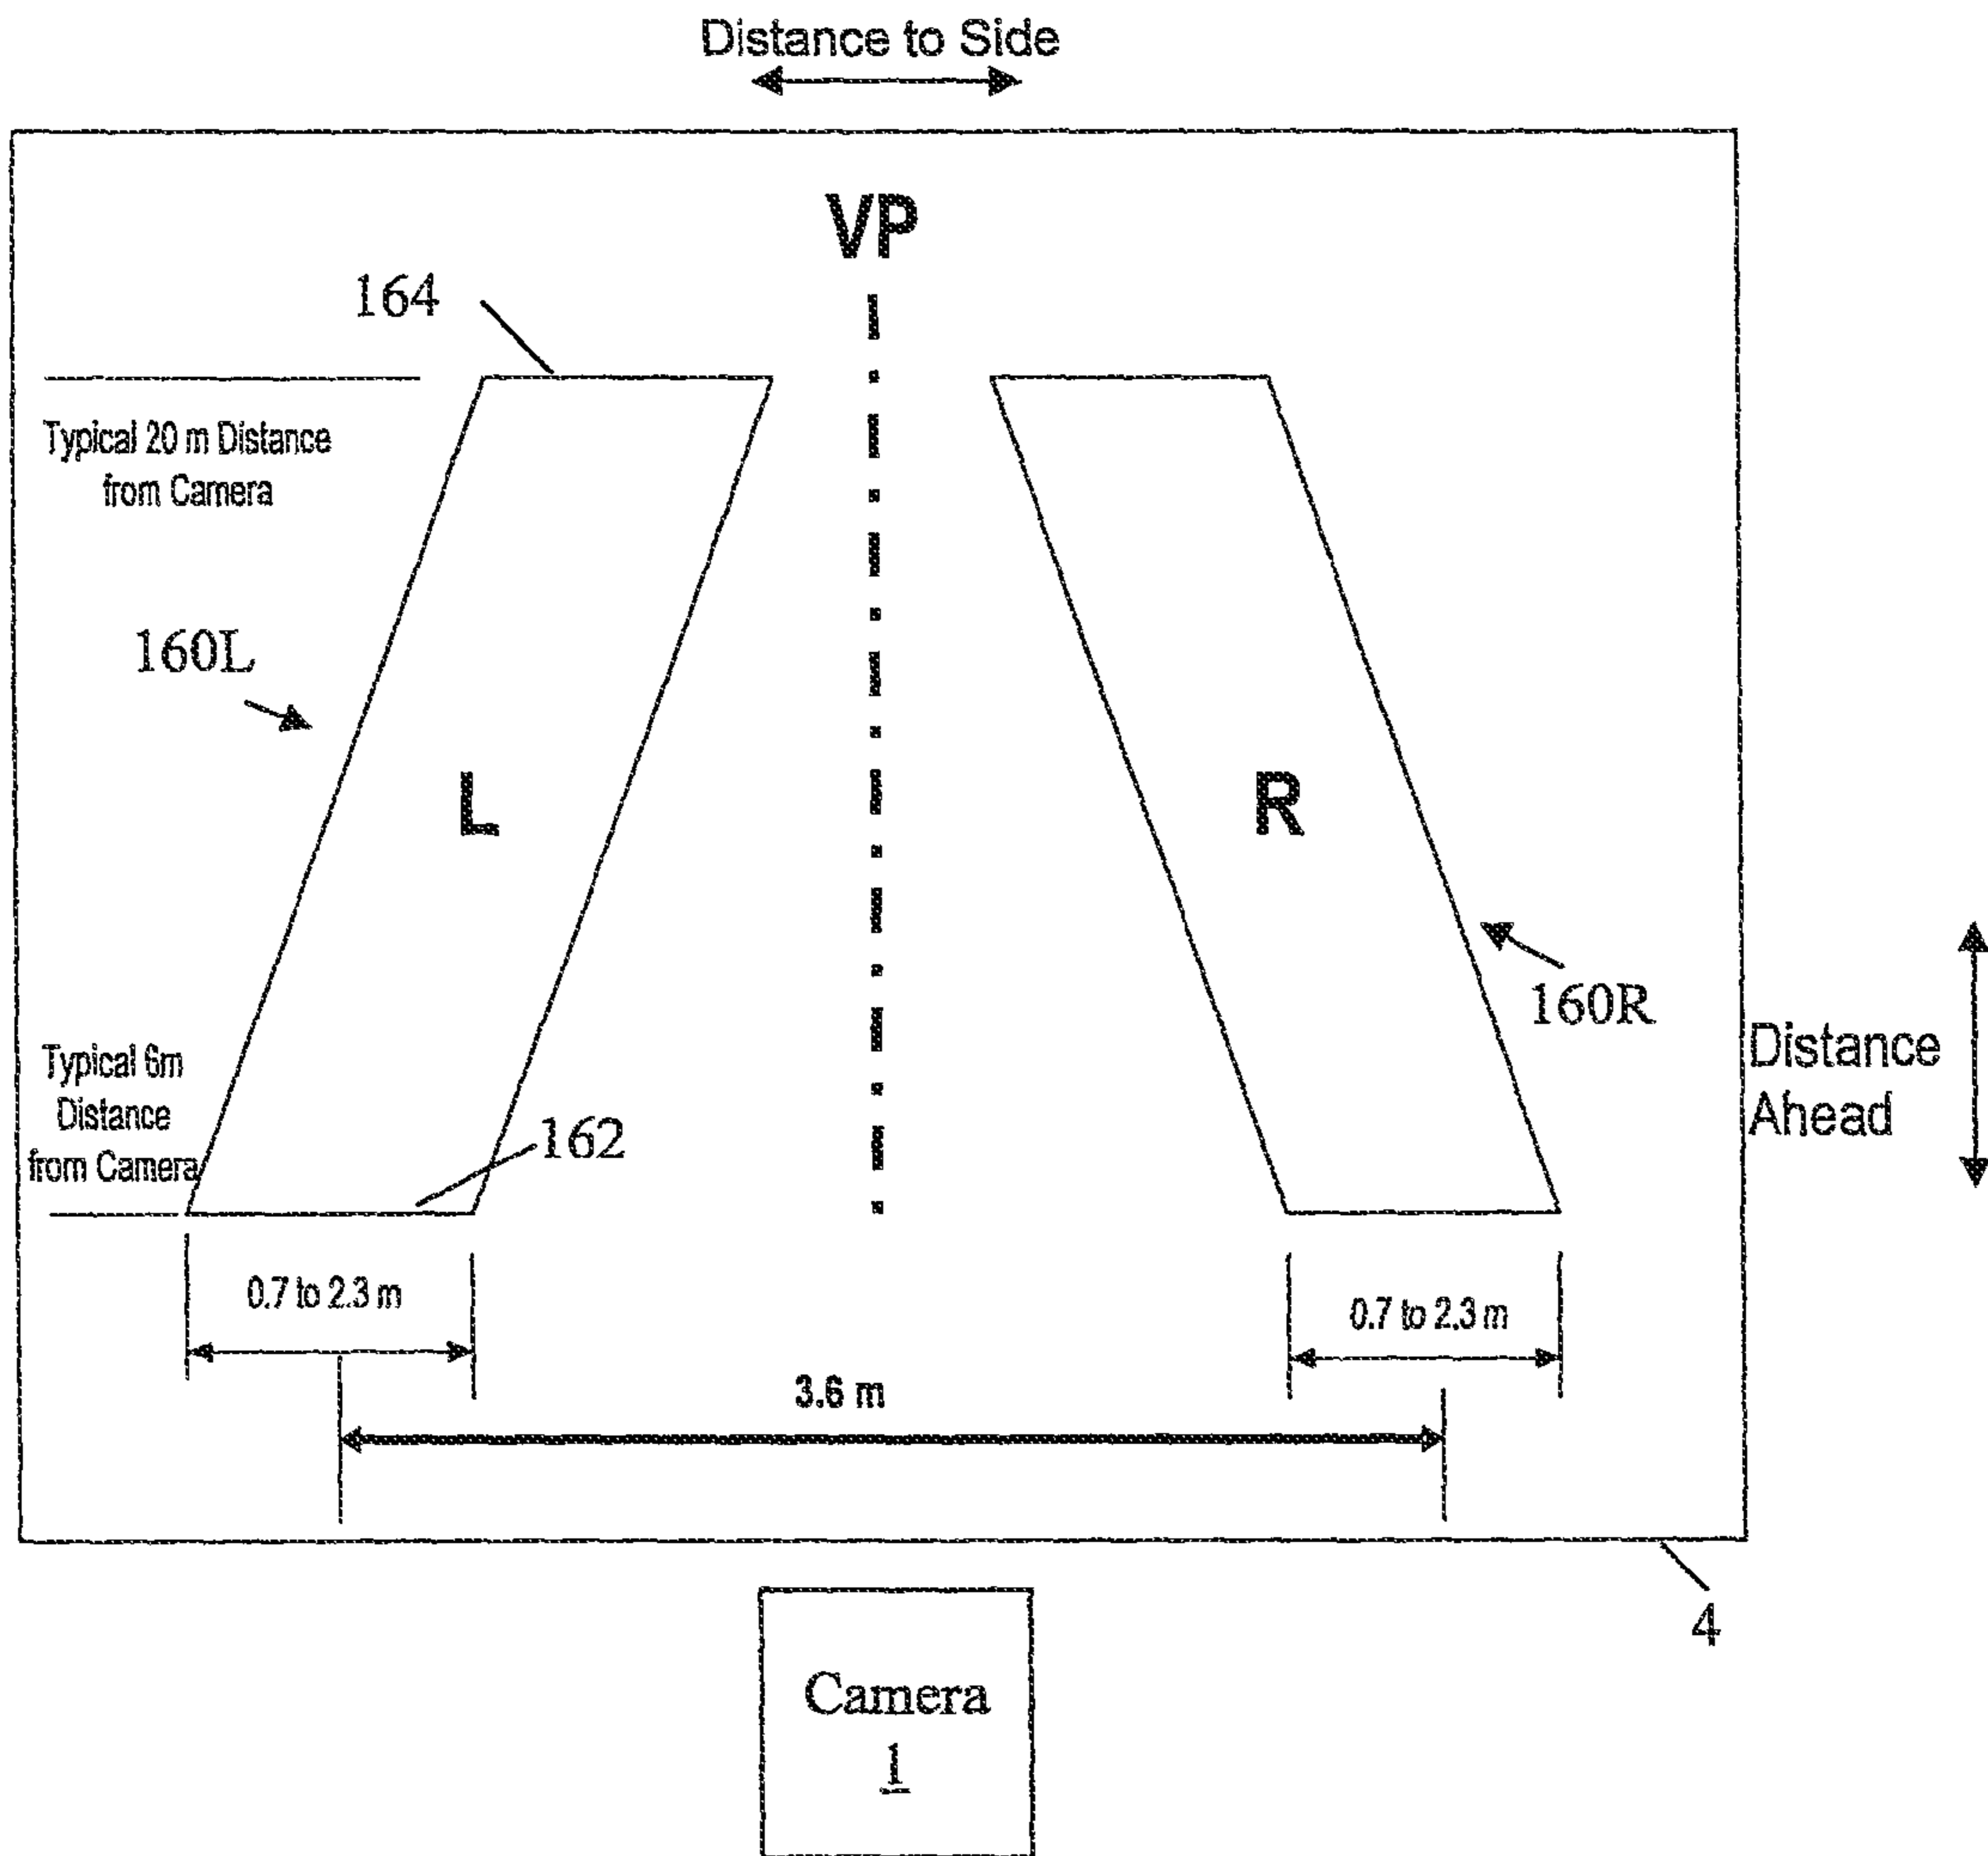 Distance to Side
VP
164
Typical 20 m Distance
from Camera
160L
L
R
160R
Distance
Ahead
Typical 6m
Distance
from Camera
162
0.7 to 2.3 m
0.7 to 2.3 m
3.6 m
4
Camera
1